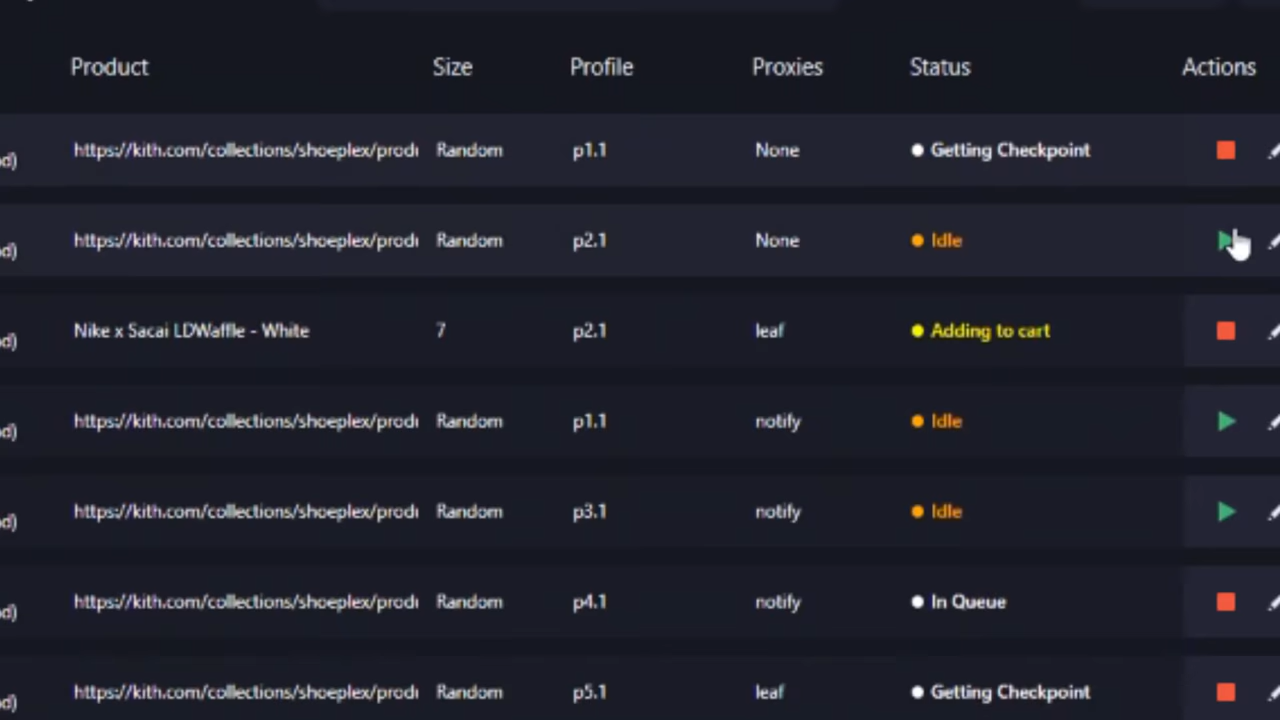 Product Size Profile Proxies Status Actions
https://kith.com/collections/shoeplex/prod Random p1.1 None Getting Checkpoint
https://kith.com/collections/shoeplex/prod Random p2.1 None Idle
Nike x Sacai LDWaffle - White 7 p2.1 leaf Adding to cart
https://kith.com/collections/shoeplex/prod Random p1.1 notify Idle
https://kith.com/collections/shoeplex/prod Random p3.1 notify Idle
https://kith.com/collections/shoeplex/prod Random p4.1 notify In Queue
https://kith.com/collections/shoeplex/prod Random p5.1 leaf Getting Checkpoint